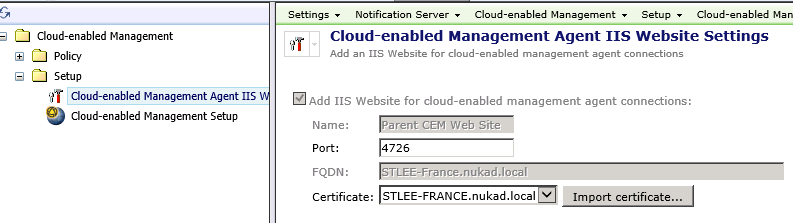 Settings Notification Server Cloud-enabled Management Setup Cloud-enabled Man
Cloud-enabled Management
Policy
Setup
Cloud-enabled Management Agent IIS W
Cloud-enabled Management Setup
Cloud-enabled Management Agent IIS Website Settings
Add an IIS Website for cloud-enabled management agent connections
Add IIS Website for cloud-enabled management agent connections:
Name: Parent CEM Web Site
Port: 4726
FQDN: STLEE-France.nukad.local
Certificate: STLEE-FRANCE.nukad.local Import certificate...